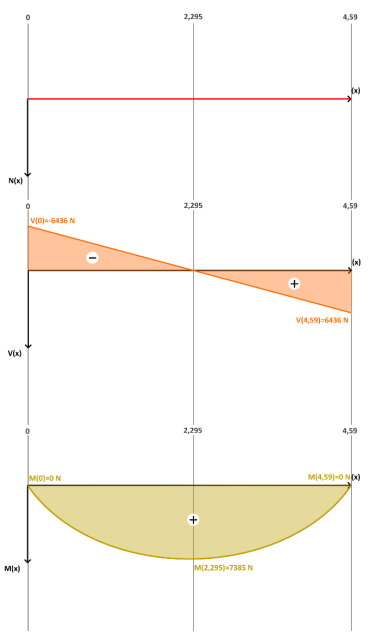 0 2,295 4,59
(x)
N(x)
0 2,295 4,59
V(0)=-6436 N
−
(x)
+
V(4,59)=6436 N
V(x)
0 2,295 4,59
M(0)=0 N M(4,59)=0 N (x)
+
M(x) M(2,295)=7385 N